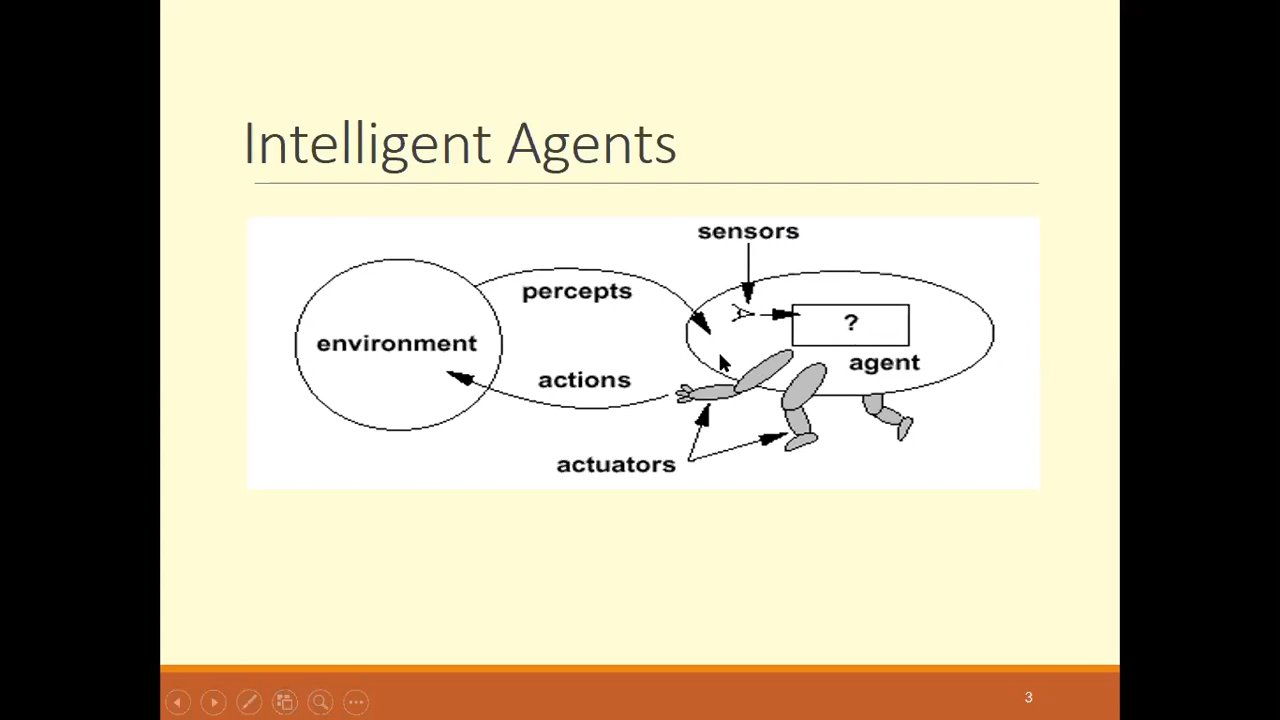 Intelligent Agents
sensors
percepts
?
environment
agent
actions
actuators
3